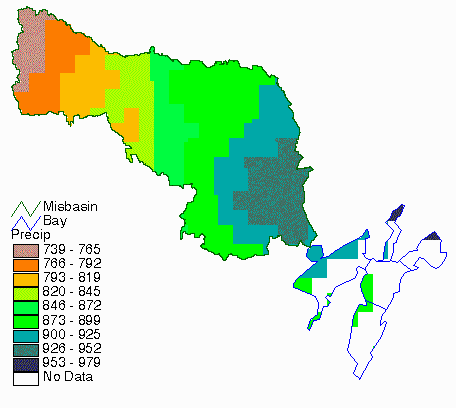 Misbasin
Bay
Precip
739 - 765
766 - 792
793 - 819
820 - 845
846 - 872
873 - 899
900 - 925
926 - 952
953 - 979
No Data